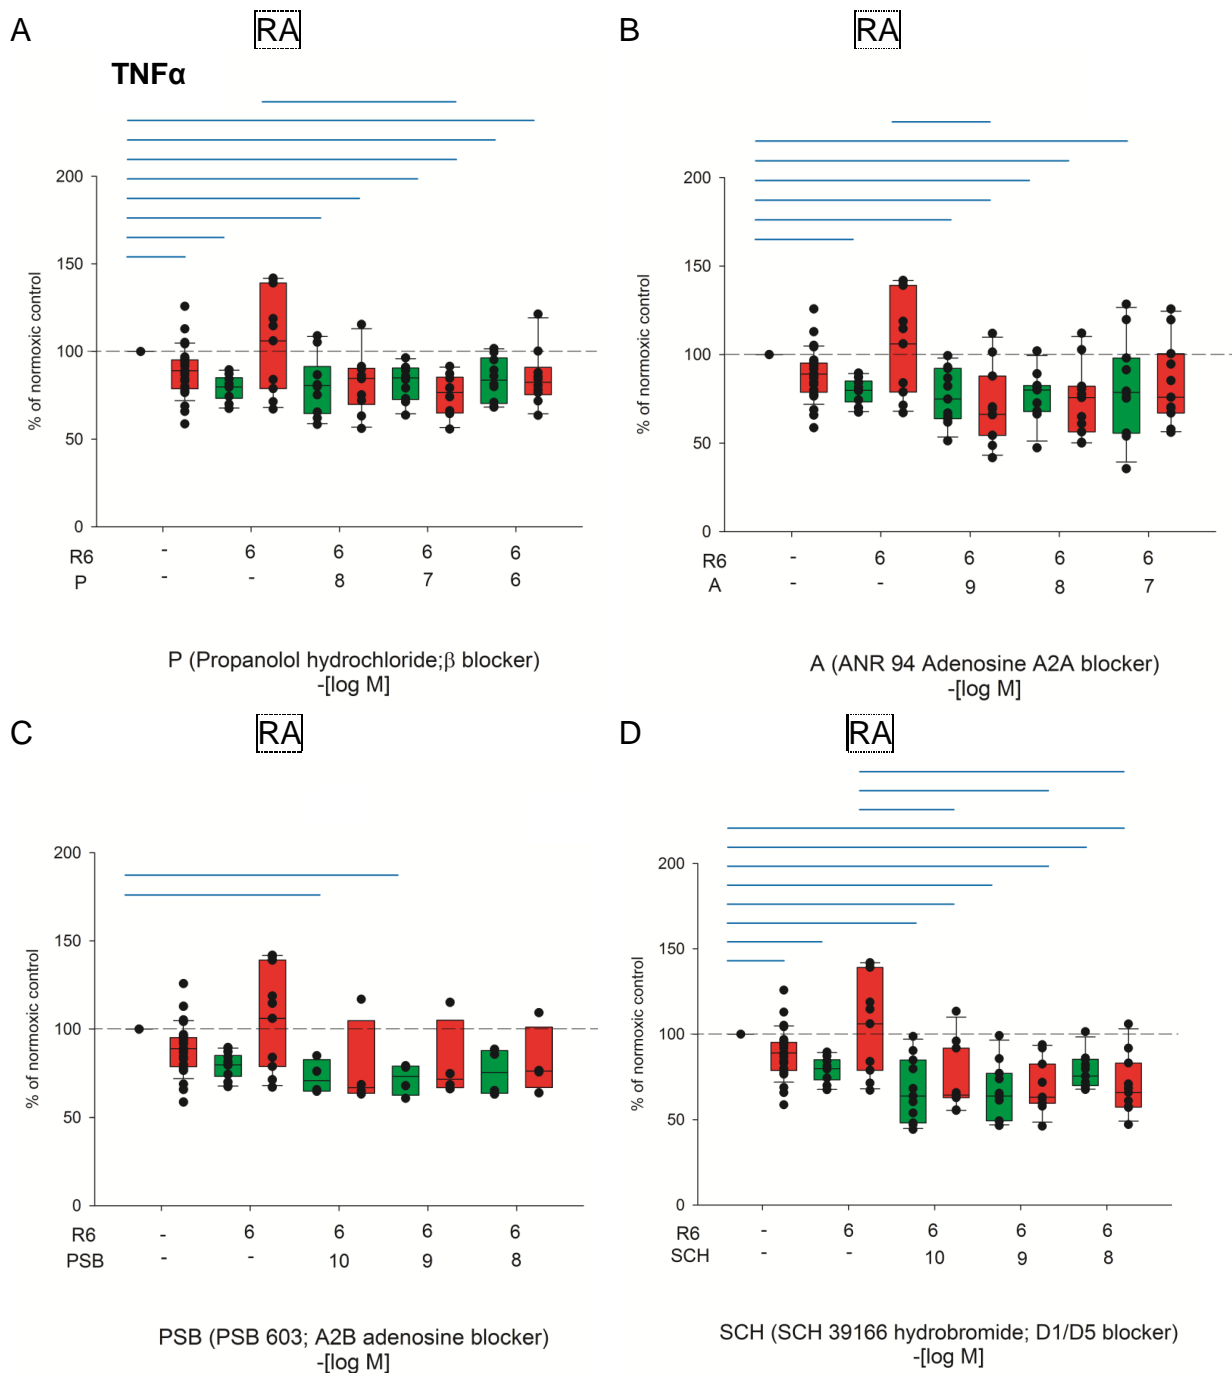 A
RA
TNFα
200
150
100
50
0
% of normoxic control
R6 - 6 6 6 6
P - - 8 7 6
P (Propanolol hydrochloride;β blocker)
-[log M]
B
RA
200
150
100
50
0
% of normoxic control
R6 - 6 6 6 6
A - - 9 8 7
A (ANR 94 Adenosine A2A blocker)
-[log M]
C
RA
200
150
100
50
0
% of normoxic control
R6 - 6 6 6 6
PSB - - 10 9 8
PSB (PSB 603; A2B adenosine blocker)
-[log M]
D
RA
200
150
100
50
0
% of normoxic control
R6 - 6 6 6 6
SCH - - 10 9 8
SCH (SCH 39166 hydrobromide; D1/D5 blocker)
-[log M]